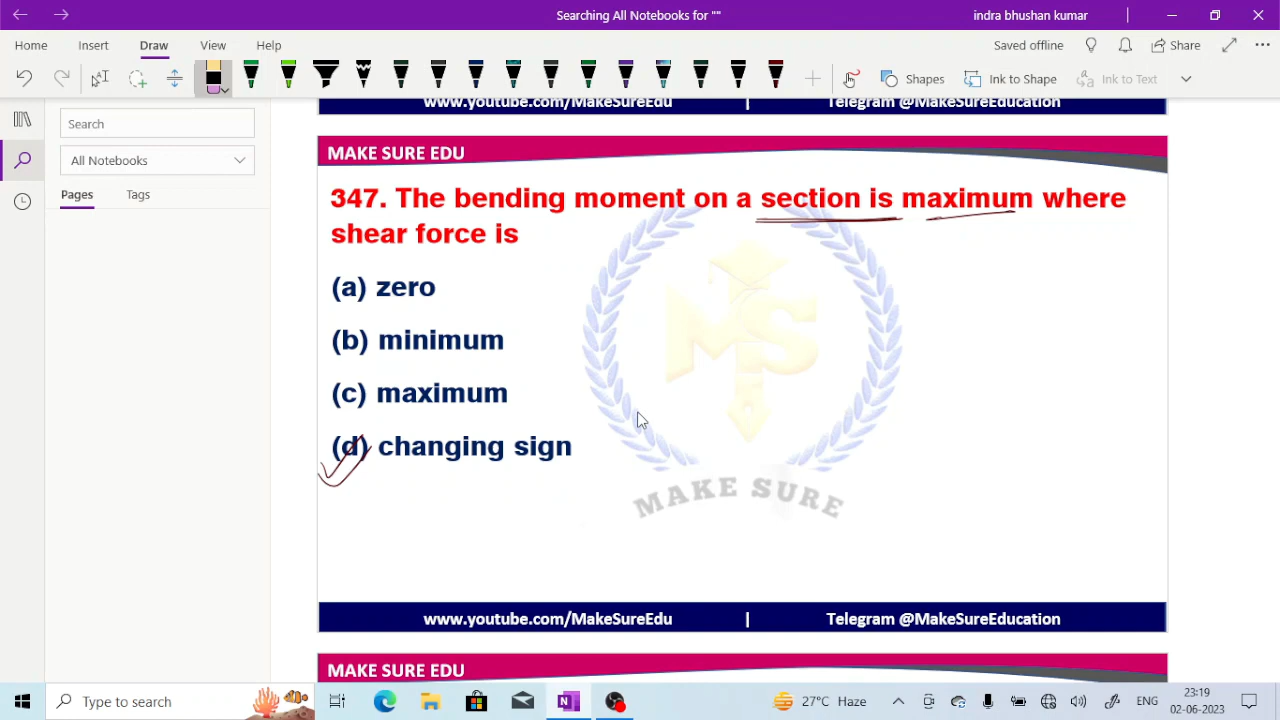 Searching All Notebooks for ""
indra bhushan kumar
Home
Insert
Draw
View
Help
Saved offline
Share
Shapes
Ink to Shape
Ink to Text
www.youtube.com/MakeSureEdu | Telegram @MakeSureEducation
Search
All Notebooks
Pages
Tags
MAKE SURE EDU
347. The bending moment on a section is maximum where
shear force is
(a) zero
(b) minimum
(c) maximum
(d) changing sign
MS
MAKE SURE
www.youtube.com/MakeSureEdu | Telegram @MakeSureEducation
MAKE SURE EDU
Type to search
27°C Haze
ENG
23:19
02-06-2023